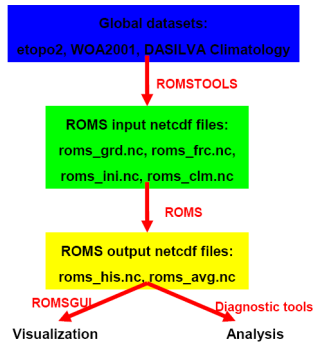 Global datasets:
etopo2, WOA2001, DASILVA Climatology
ROMSTOOLS
ROMS input netcdf files:
roms_grd.nc, roms_frc.nc,
roms_ini.nc, roms_clm.nc
ROMS
ROMS output netcdf files:
roms_his.nc, roms_avg.nc
ROMSGUI
Diagnostic tools
Visualization
Analysis